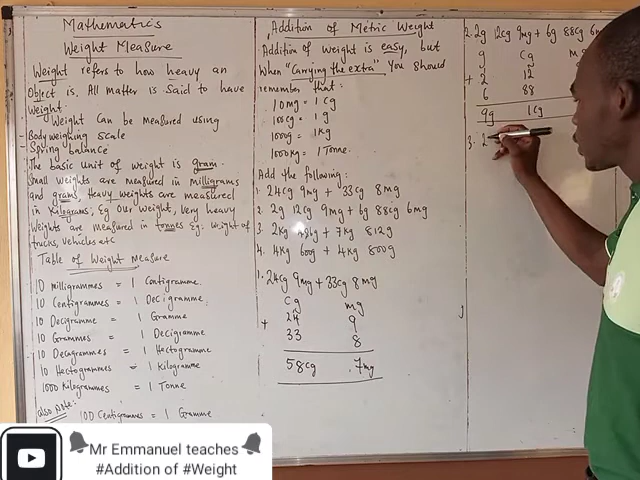 Mathematics
Weight Measure
Weight refers to how heavy an
Object is. All matter is Said to have
Weight.
Weight Can be measured using
- Bodyweighing scale
- Spring balance
The basic unit of weight is gram.
Small weights are measured in milligrams
and grams, Heavy weights are measured
in Kilograms; Eg Our weight, Very heavy
Weights are measured in tonnes Eg: Weight of
trucks, Vehicles etc
Table of Weight measure
10 milligrammes = 1 Centigramme.
10 Centigrammes = 1 Decigramme
10 Decigramme = 1 Gramme
10 Grammes = 1 Decigramme
10 Decagrammes = 1 Hectogramme
10 Hectogrammes = 1 Kilogramme
1000 Kilogrammes = 1 Tonne
also Note:
100 Centigrammes = 1 Gramme
Addition of Metric Weight
Addition of Weight is easy, but
When "Carrying the extra" You Should
remember that:
10mg = 1Cg
100cg = 1g
1000g = 1Kg
1000Kg = 1Tonne.
Add the following:
1. 24Cg 9mg + 33Cg 8mg
2. 2g 12Cg 9mg + 6g 88Cg 6mg
3. 2Kg g + 7Kg 812g
4. 4Kg 600g + 4Kg 800g
1. 24Cg 9mg + 33Cg 8mg
Cg mg
24 9
+
33 8
58Cg 7mg
2. 2g 12Cg 9mg + 6g 88Cg 6m
g Cg m
+ 2 12
6 88
9g 1Cg
3. 2
Mr Emmanuel teaches
#Addition of #Weight